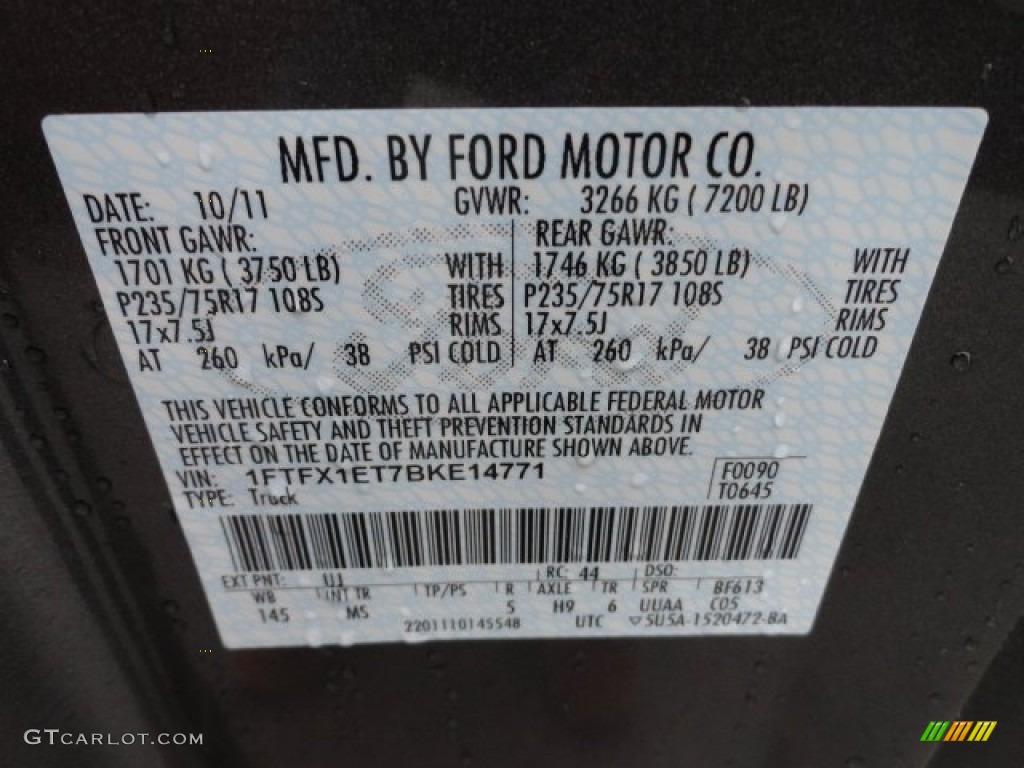 MFD. BY FORD MOTOR CO.
DATE: 10/11 GVWR: 3266 KG ( 7200 LB)
FRONT GAWR: REAR GAWR:
1701 KG ( 3750 LB) WITH 1746 KG ( 3850 LB) WITH
P235/75R17 108S TIRES P235/75R17 108S TIRES
17x7.5J RIMS 17x7.5J RIMS
AT 260 kPa/ 38 PSI COLD AT 260 kPa/ 38 PSI COLD
THIS VEHICLE CONFORMS TO ALL APPLICABLE FEDERAL MOTOR
VEHICLE SAFETY AND THEFT PREVENTION STANDARDS IN
EFFECT ON THE DATE OF MANUFACTURE SHOWN ABOVE.
VIN: 1FTFX1ET7BKE14771 F0090
TYPE: Truck T0645
EXT PNT: UJ RC: 44 DSO:
WB INT TR TP/PS R AXLE TR SPR BF613
145 MS 5 H9 6 UUAA C05
2201110145548 UTC ▽5U5A-1520472-BA
GTCARLOT.COM